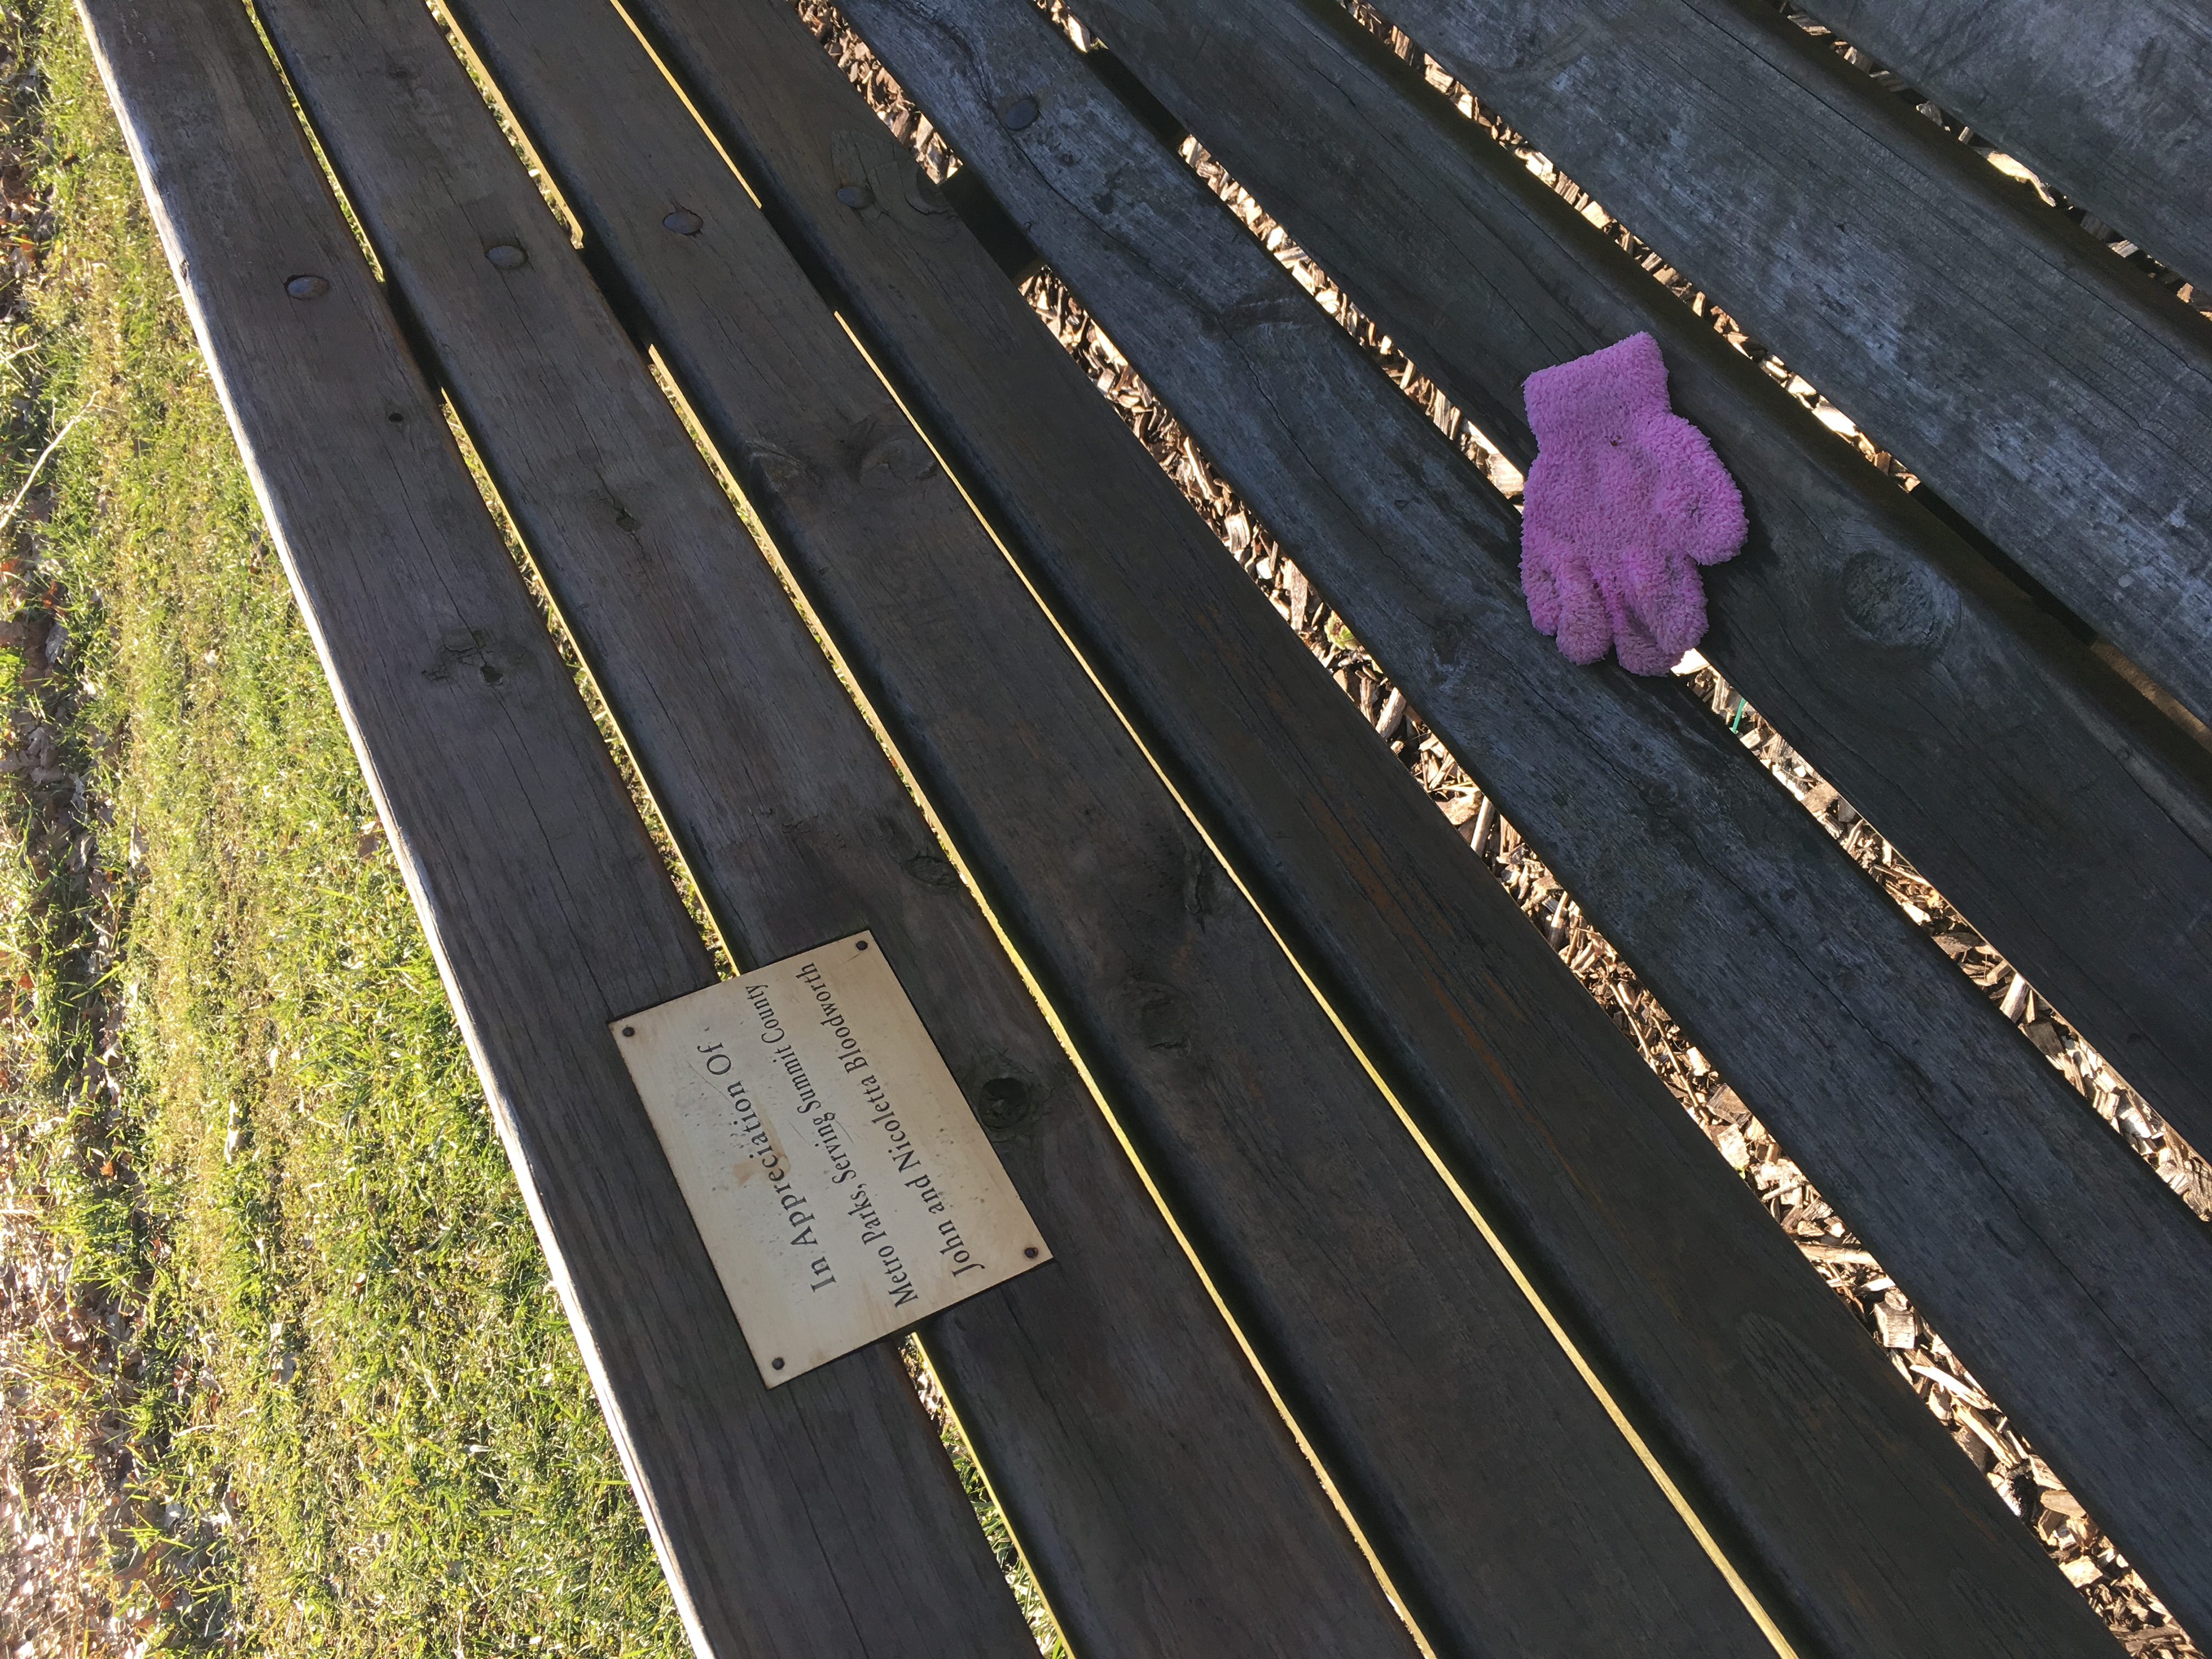 In Appreciation Of
Metro Parks, Serving Summit County
John and Nicoletta Bloodworth